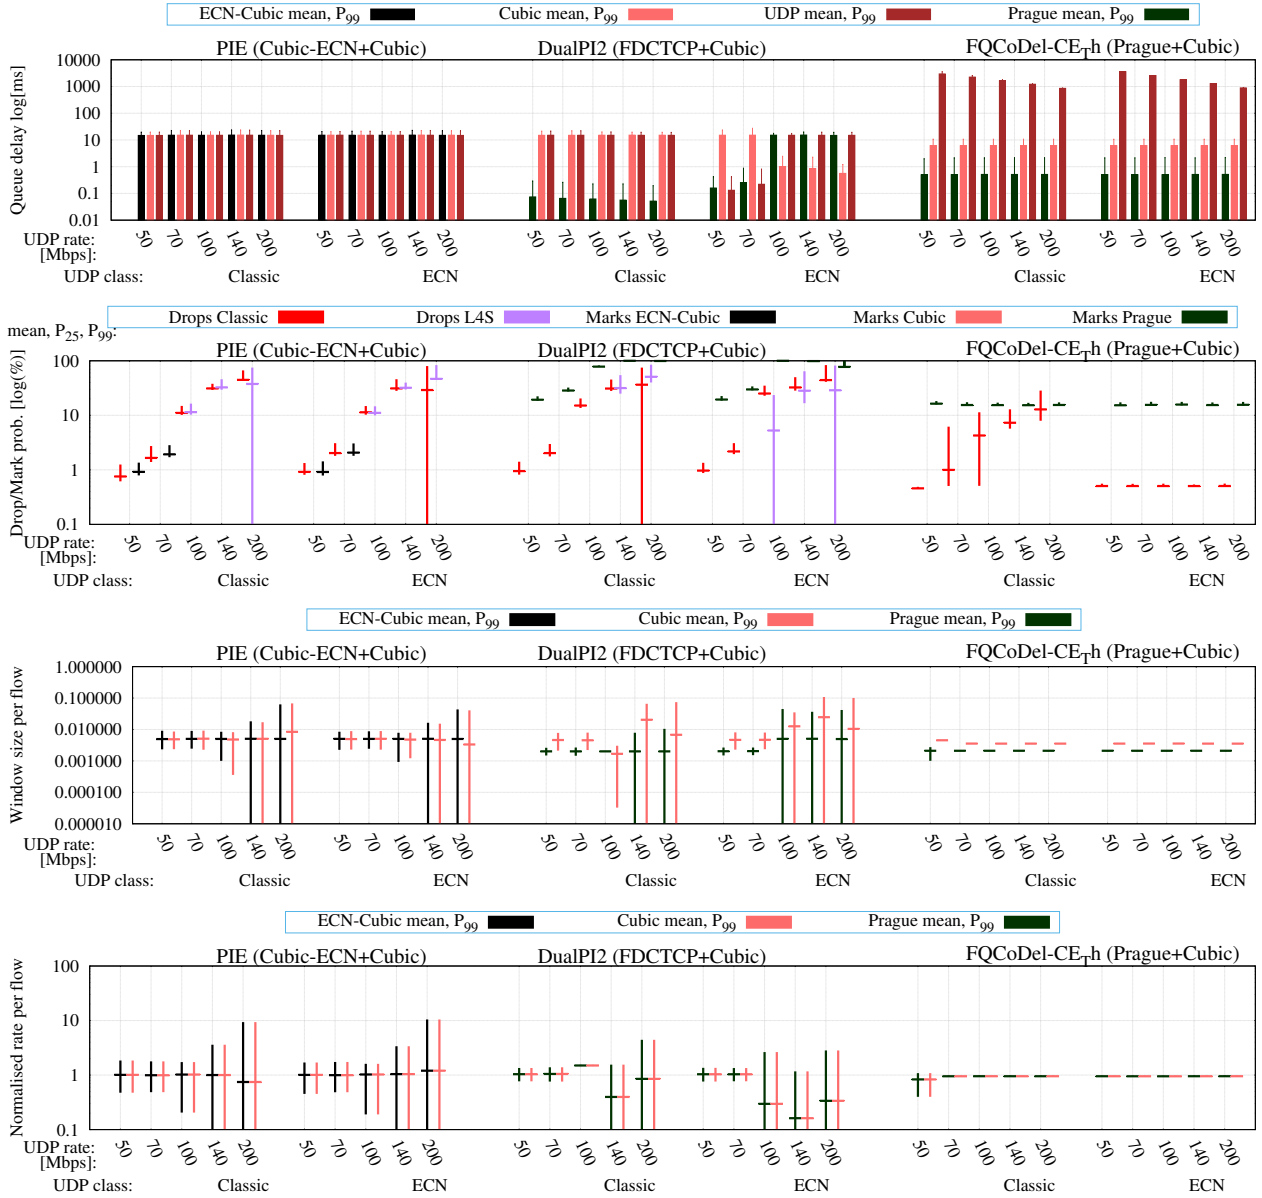 ECN-Cubic mean, P99 Cubic mean, P99 UDP mean, P99 Prague mean, P99
PIE (Cubic-ECN+Cubic) DualPI2 (FDCTCP+Cubic) FQCoDel-CETh (Prague+Cubic)
Queue delay log[ms]
10000
1000
100
10
1
0.1
0.01
UDP rate: 50 70 100 140 200 50 70 100 140 200 50 70 100 140 200 50 70 100 140 200 50 70 100 140 200 50 70 100 140 200
[Mbps]:
UDP class: Classic ECN Classic ECN Classic ECN
Drops Classic Drops L4S Marks ECN-Cubic Marks Cubic Marks Prague
mean, P25, P99:
PIE (Cubic-ECN+Cubic) DualPI2 (FDCTCP+Cubic) FQCoDel-CETh (Prague+Cubic)
Drop/Mark prob. [log(%)]
100
10
1
0.1
UDP rate: 50 70 100 140 200 50 70 100 140 200 50 70 100 140 200 50 70 100 140 200 50 70 100 140 200 50 70 100 140 200
[Mbps]:
UDP class: Classic ECN Classic ECN Classic ECN
ECN-Cubic mean, P99 Cubic mean, P99 Prague mean, P99
PIE (Cubic-ECN+Cubic) DualPI2 (FDCTCP+Cubic) FQCoDel-CETh (Prague+Cubic)
Window size per flow
1.000000
0.100000
0.010000
0.001000
0.000100
0.000010
UDP rate: 50 70 100 140 200 50 70 100 140 200 50 70 100 140 200 50 70 100 140 200 50 70 100 140 200 50 70 100 140 200
[Mbps]:
UDP class: Classic ECN Classic ECN Classic ECN
ECN-Cubic mean, P99 Cubic mean, P99 Prague mean, P99
PIE (Cubic-ECN+Cubic) DualPI2 (FDCTCP+Cubic) FQCoDel-CETh (Prague+Cubic)
Normalised rate per flow
100
10
1
0.1
UDP rate: 50 70 100 140 200 50 70 100 140 200 50 70 100 140 200 50 70 100 140 200 50 70 100 140 200 50 70 100 140 200
[Mbps]:
UDP class: Classic ECN Classic ECN Classic ECN